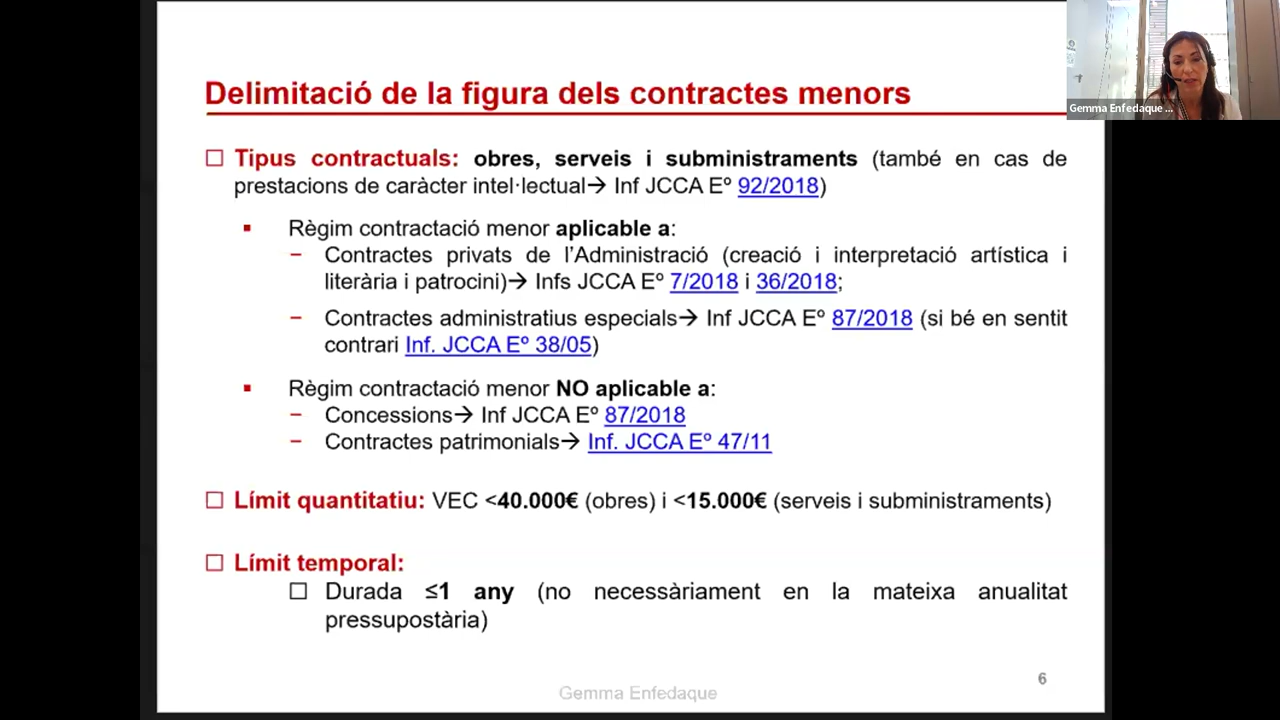 Delimitació de la figura dels contractes menors
Gemma Enfedaque ...
☐ Tipus contractuals: obres, serveis i subministraments (també en cas de
prestacions de caràcter intel·lectual→ Inf JCCA Eº 92/2018)
▪ Règim contractació menor aplicable a:
− Contractes privats de l’Administració (creació i interpretació artística i
literària i patrocini)→ Infs JCCA Eº 7/2018 i 36/2018;
− Contractes administratius especials→ Inf JCCA Eº 87/2018 (si bé en sentit
contrari Inf. JCCA Eº 38/05)
▪ Règim contractació menor NO aplicable a:
− Concessions→ Inf JCCA Eº 87/2018
− Contractes patrimonials→ Inf. JCCA Eº 47/11
☐ Límit quantitatiu: VEC <40.000€ (obres) i <15.000€ (serveis i subministraments)
☐ Límit temporal:
☐ Durada ≤1 any (no necessàriament en la mateixa anualitat
pressupostària)
6
Gemma Enfedaque